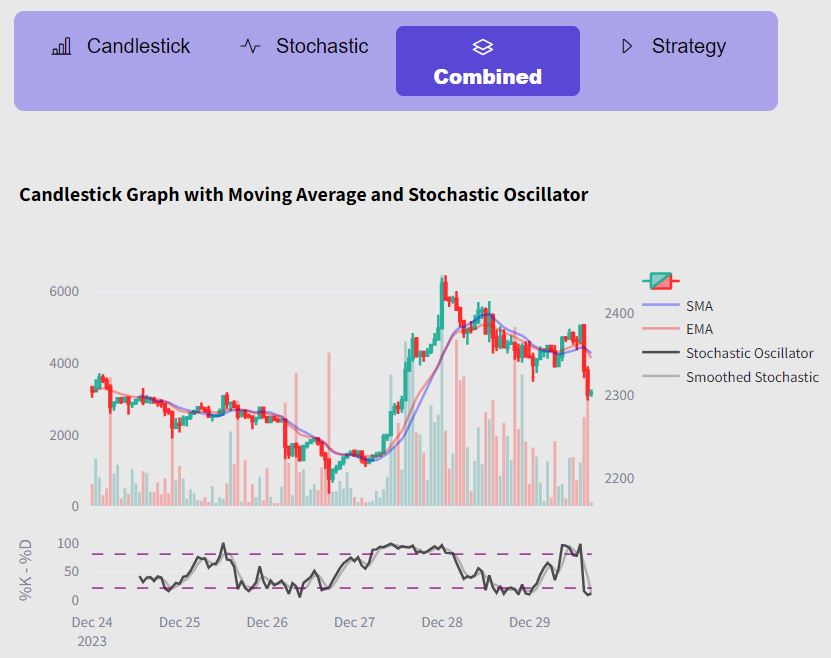 Candlestick
Stochastic
Combined
Strategy
Candlestick Graph with Moving Average and Stochastic Oscillator
6000
4000
2000
0
2400
2300
2200
SMA
EMA
Stochastic Oscillator
Smoothed Stochastic
%K - %D
100
50
0
Dec 24
2023
Dec 25
Dec 26
Dec 27
Dec 28
Dec 29